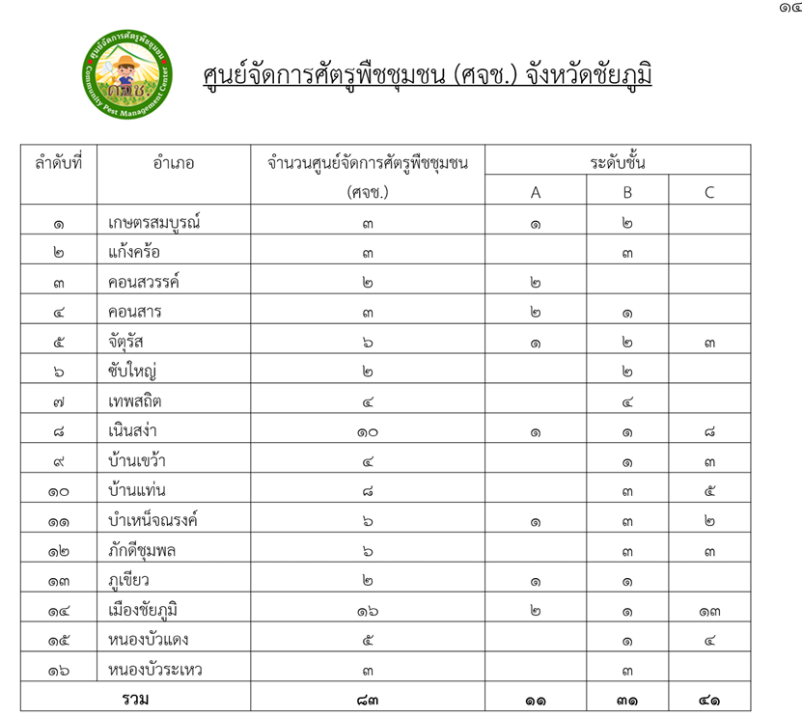 ๑๔
ศูนย์จัดการศัตรูพืชชุมชน
ศจช.
Community Pest Management Center
ศูนย์จัดการศัตรูพืชชุมชน (ศจช.) จังหวัดชัยภูมิ
ลำดับที่ อำเภอ จำนวนศูนย์จัดการศัตรูพืชชุมชน ระดับชั้น
(ศจช.) A B C
๑ เกษตรสมบูรณ์ ๓ ๑ ๒
๒ แก้งคร้อ ๓ ๓
๓ คอนสวรรค์ ๒ ๒
๔ คอนสาร ๓ ๒ ๑
๕ จัตุรัส ๖ ๑ ๒ ๓
๖ ซับใหญ่ ๒ ๒
๗ เทพสถิต ๔ ๔
๘ เนินสง่า ๑๐ ๑ ๑ ๘
๙ บ้านเขว้า ๔ ๑ ๓
๑๐ บ้านแท่น ๘ ๓ ๕
๑๑ บำเหน็จณรงค์ ๖ ๑ ๓ ๒
๑๒ ภักดีชุมพล ๖ ๓ ๓
๑๓ ภูเขียว ๒ ๑ ๑
๑๔ เมืองชัยภูมิ ๑๖ ๒ ๑ ๑๓
๑๕ หนองบัวแดง ๕ ๑ ๔
๑๖ หนองบัวระเหว ๓ ๓
รวม ๘๓ ๑๑ ๓๑ ๔๑